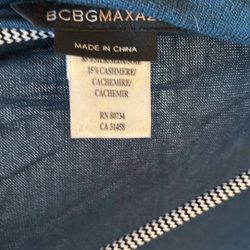 BCBGMAXAZ
MADE IN CHINA
15% CASHMERE/
CACHEMIRE/
CACHEMIR
RN 80734
CA 31458